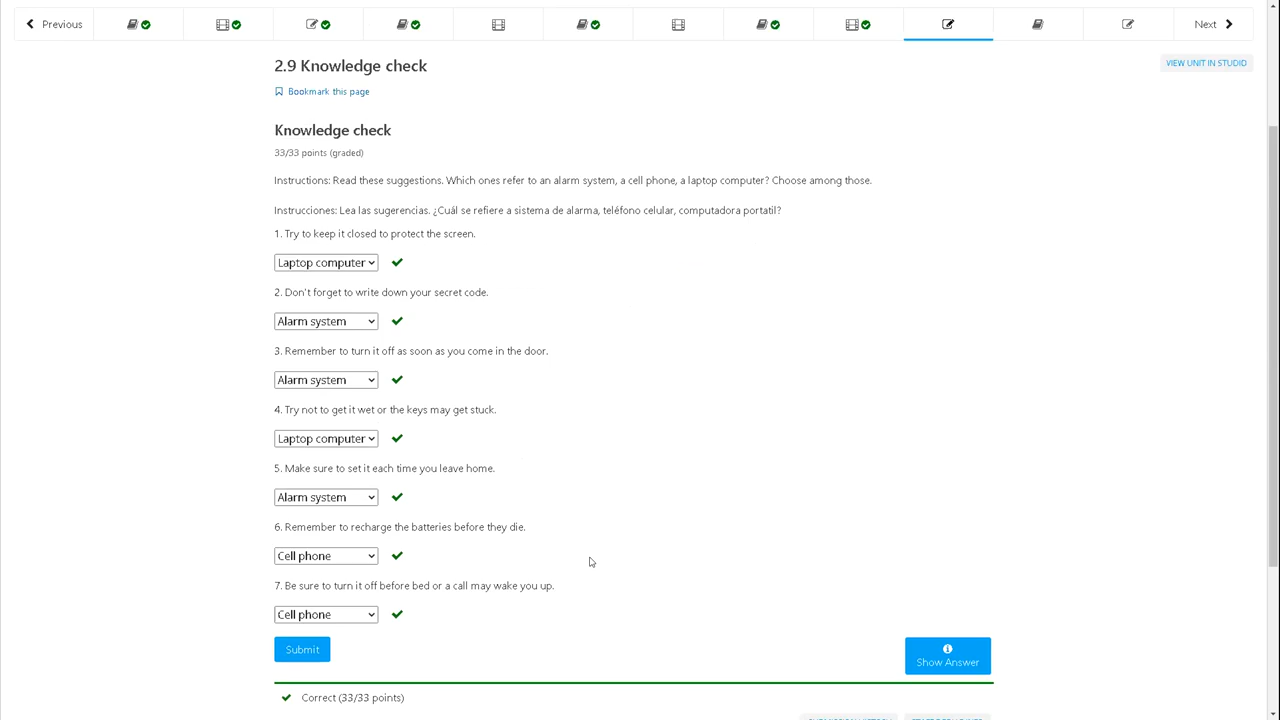 Previous
Next
2.9 Knowledge check
VIEW UNIT IN STUDIO
Bookmark this page
Knowledge check
33/33 points (graded)
Instructions: Read these suggestions. Which ones refer to an alarm system, a cell phone, a laptop computer? Choose among those.
Instrucciones: Lea las sugerencias. ¿Cuál se refiere a sistema de alarma, teléfono celular, computadora portatil?
1. Try to keep it closed to protect the screen.
Laptop computer
2. Don't forget to write down your secret code.
Alarm system
3. Remember to turn it off as soon as you come in the door.
Alarm system
4. Try not to get it wet or the keys may get stuck.
Laptop computer
5. Make sure to set it each time you leave home.
Alarm system
6. Remember to recharge the batteries before they die.
Cell phone
7. Be sure to turn it off before bed or a call may wake you up.
Cell phone
Submit
Show Answer
Correct (33/33 points)